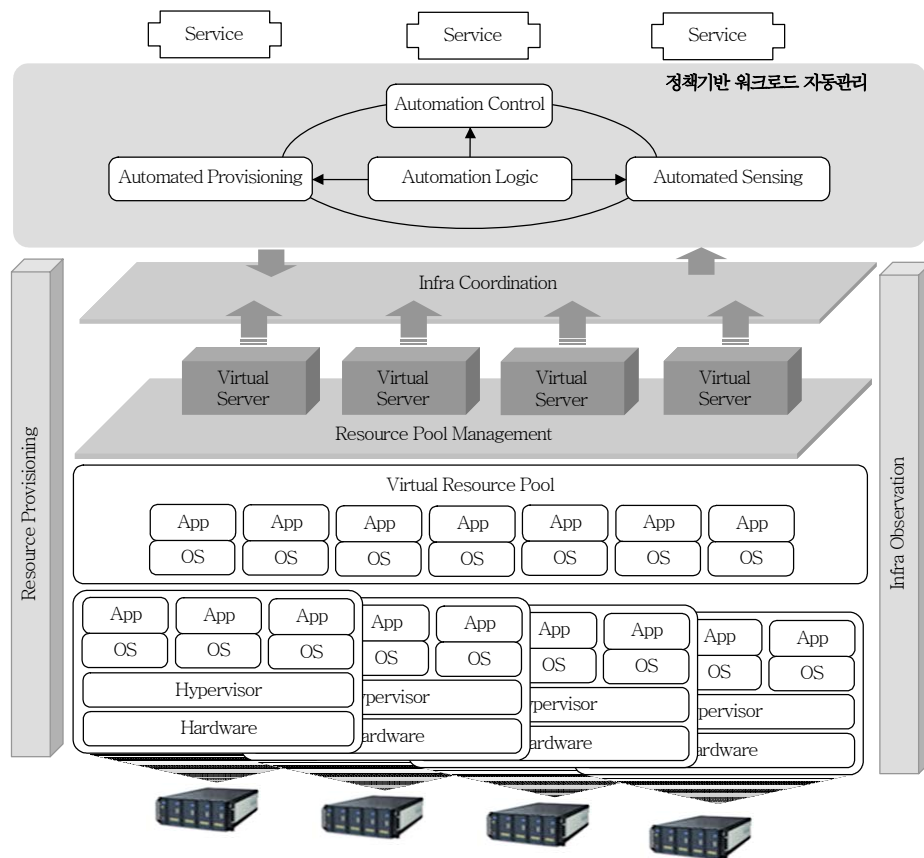 Service
Service
Service
정책기반 워크로드 자동관리
Automation Control
Automated Provisioning
Automation Logic
Automated Sensing
Resource Provisioning
Infra Coordination
Virtual
Server
Virtual
Server
Virtual
Server
Virtual
Server
Resource Pool Management
Infra Observation
Virtual Resource Pool
App
App
App
App
App
App
App
OS
OS
OS
OS
OS
OS
OS
App
App
App
OS
OS
OS
Hypervisor
Hardware
App
App
OS
OS
ypervisor
ardware
App
App
OS
OS
ypervisor
ardware
App
App
OS
OS
pervisor
ardware